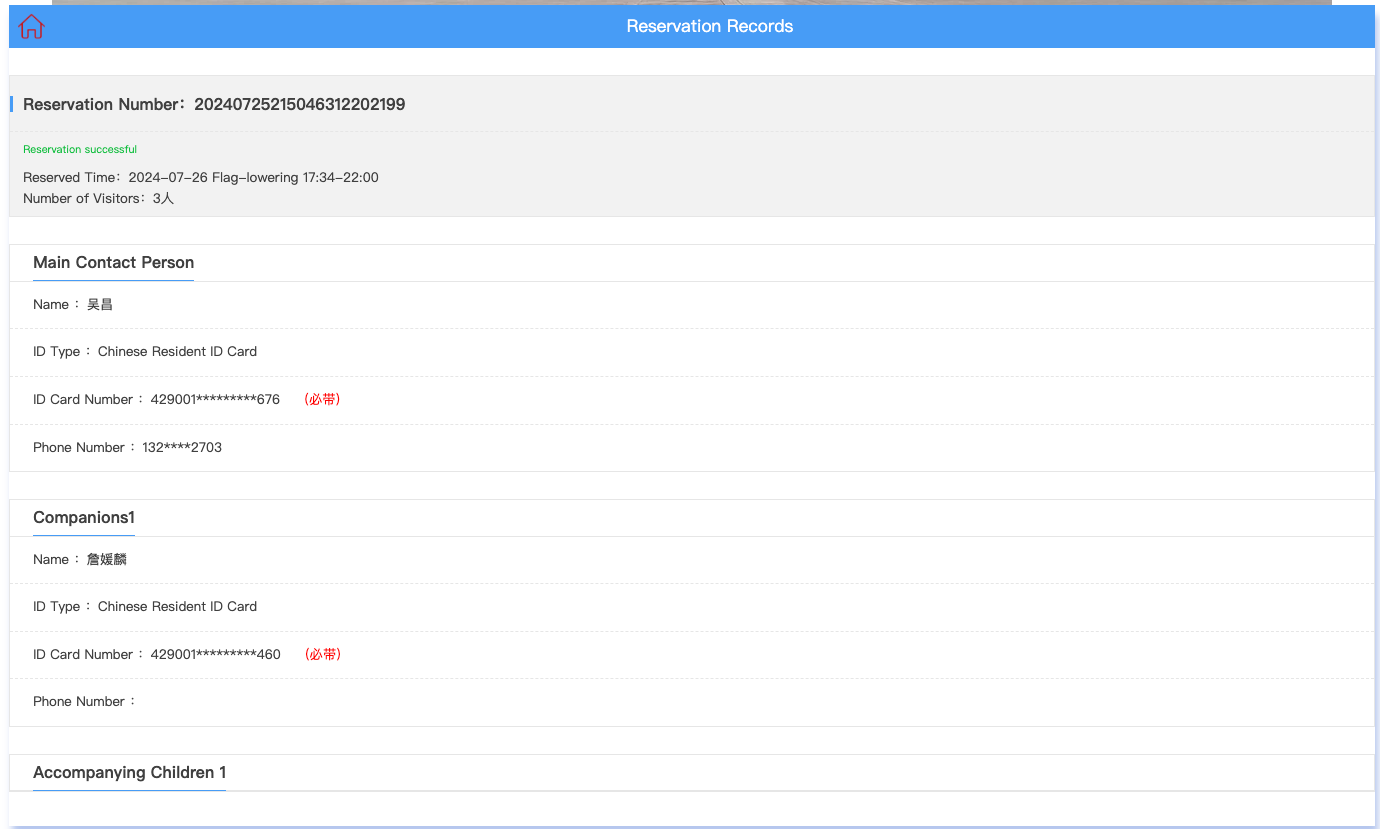 Reservation Records
Reservation Number：20240725215046312202199
Reservation successful
Reserved Time：2024-07-26 Flag-lowering 17:34-22:00
Number of Visitors：3人
Main Contact Person
Name ：吴昌
ID Type ：Chinese Resident ID Card
ID Card Number ：429001*********676 (必带)
Phone Number ：132****2703
Companions1
Name ：詹媛麟
ID Type ：Chinese Resident ID Card
ID Card Number ：429001*********460 (必带)
Phone Number ：
Accompanying Children 1